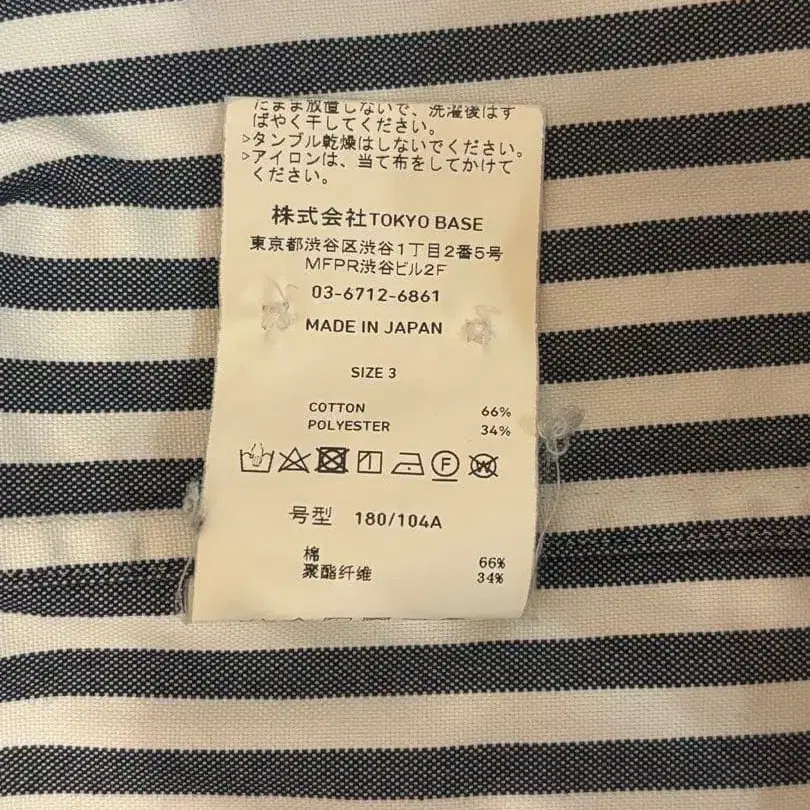 たまま放置しないで、洗濯後はす
ばやく干してください。
>タンブル乾燥はしないでください。
>アイロンは、当て布をしてかけて
ください。
株式会社TOKYO BASE
東京都渋谷区渋谷1丁目2番5号
MFPR渋谷ビル2F
03-6712-6861
MADE IN JAPAN
SIZE 3
COTTON 66%
POLYESTER 34%
F W
号型 180/104A
棉 66%
聚酯纤维 34%